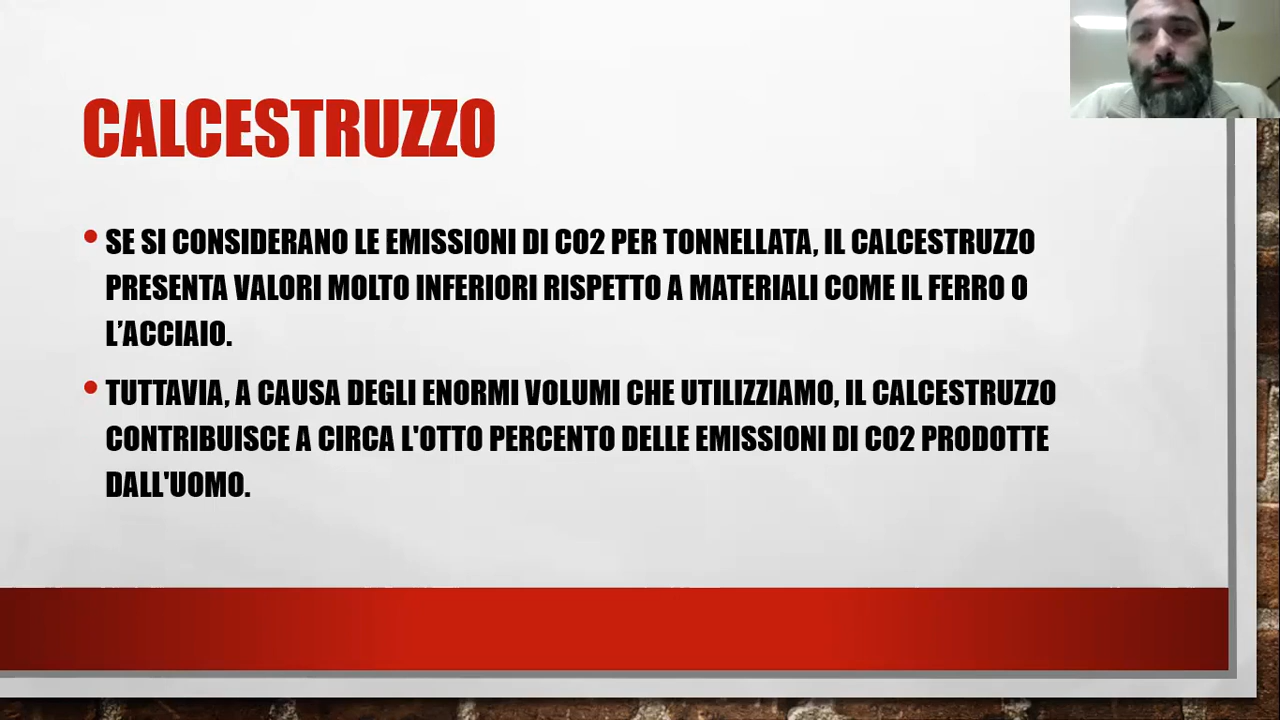 CALCESTRUZZO
• SE SI CONSIDERANO LE EMISSIONI DI CO2 PER TONNELLATA, IL CALCESTRUZZO
PRESENTA VALORI MOLTO INFERIORI RISPETTO A MATERIALI COME IL FERRO O
L’ACCIAIO.
• TUTTAVIA, A CAUSA DEGLI ENORMI VOLUMI CHE UTILIZZIAMO, IL CALCESTRUZZO
CONTRIBUISCE A CIRCA L'OTTO PERCENTO DELLE EMISSIONI DI CO2 PRODOTTE
DALL'UOMO.